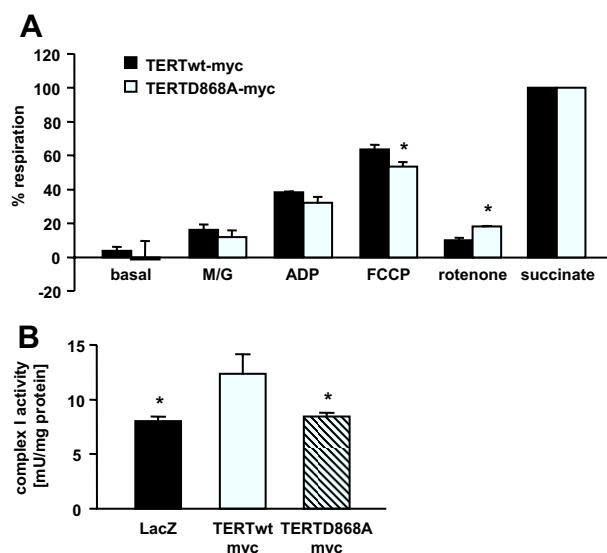 A
120
100
80
60
40
20
0
-20
% respiration
TERTwt-myc
TERTD868A-myc
*
*
basal M/G ADP FCCP rotenone succinate
B
15
10
5
0
complex I activity
[mU/mg protein]
*
*
LacZ TERTwt TERTD868A
myc myc